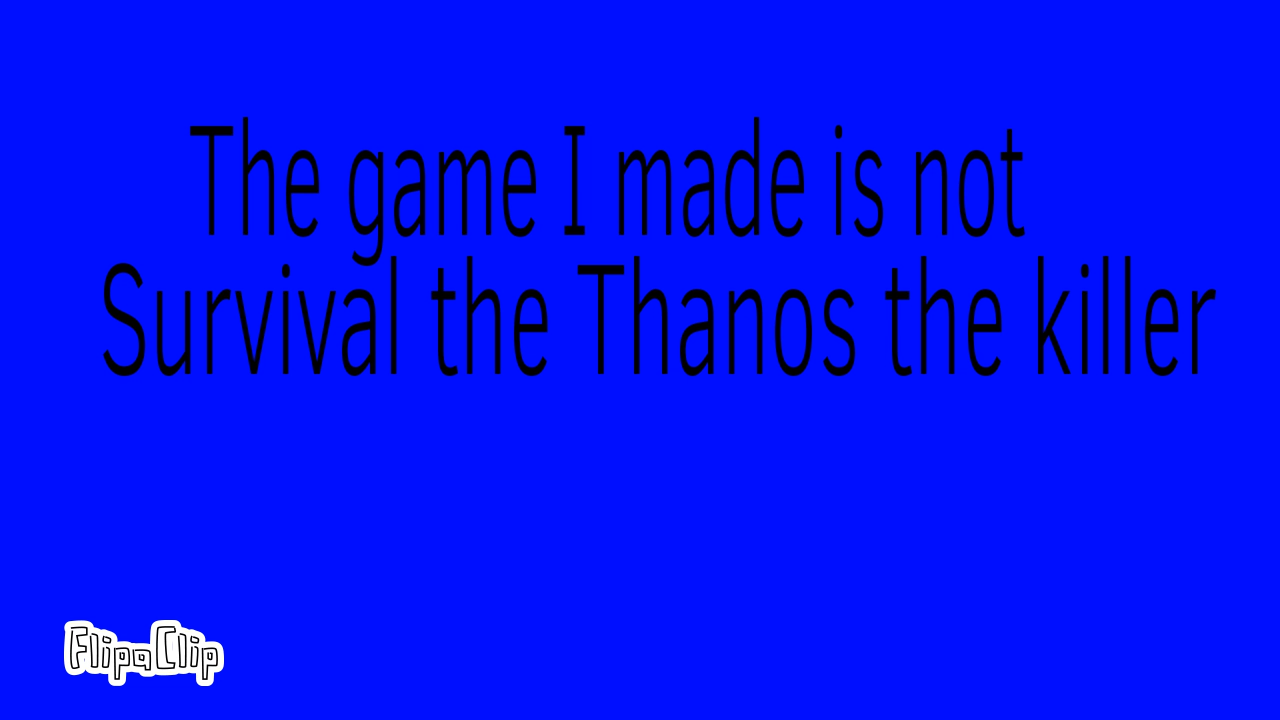 The game I made is not
Survival the Thanos the killer
FlipaClip